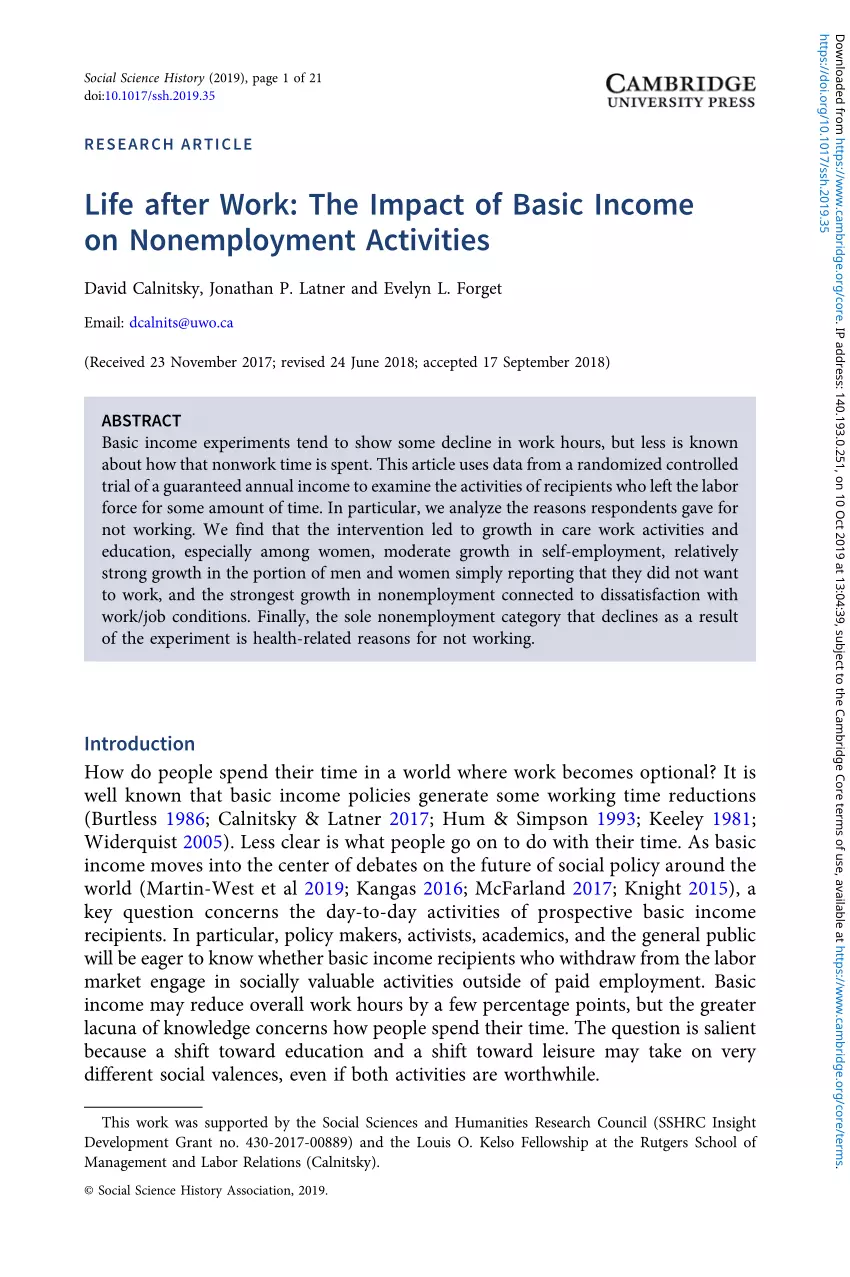 Social Science History (2019), page 1 of 21
doi:10.1017/ssh.2019.35
CAMBRIDGE
UNIVERSITY PRESS
RESEARCH ARTICLE
Life after Work: The Impact of Basic Income
on Nonemployment Activities
David Calnitsky, Jonathan P. Latner and Evelyn L. Forget
Email: dcalnits@uwo.ca
(Received 23 November 2017; revised 24 June 2018; accepted 17 September 2018)
ABSTRACT
Basic income experiments tend to show some decline in work hours, but less is known
about how that nonwork time is spent. This article uses data from a randomized controlled
trial of a guaranteed annual income to examine the activities of recipients who left the labor
force for some amount of time. In particular, we analyze the reasons respondents gave for
not working. We find that the intervention led to growth in care work activities and
education, especially among women, moderate growth in self-employment, relatively
strong growth in the portion of men and women simply reporting that they did not want
to work, and the strongest growth in nonemployment connected to dissatisfaction with
work/job conditions. Finally, the sole nonemployment category that declines as a result
of the experiment is health-related reasons for not working.
Introduction
How do people spend their time in a world where work becomes optional? It is
well known that basic income policies generate some working time reductions
(Burtless 1986; Calnitsky & Latner 2017; Hum & Simpson 1993; Keeley 1981;
Widerquist 2005). Less clear is what people go on to do with their time. As basic
income moves into the center of debates on the future of social policy around the
world (Martin-West et al 2019; Kangas 2016; McFarland 2017; Knight 2015), a
key question concerns the day-to-day activities of prospective basic income
recipients. In particular, policy makers, activists, academics, and the general public
will be eager to know whether basic income recipients who withdraw from the labor
market engage in socially valuable activities outside of paid employment. Basic
income may reduce overall work hours by a few percentage points, but the greater
lacuna of knowledge concerns how people spend their time. The question is salient
because a shift toward education and a shift toward leisure may take on very
different social valences, even if both activities are worthwhile.
This work was supported by the Social Sciences and Humanities Research Council (SSHRC Insight
Development Grant no. 430-2017-00889) and the Louis O. Kelso Fellowship at the Rutgers School of
Management and Labor Relations (Calnitsky).
© Social Science History Association, 2019.
Downloaded from https://www.cambridge.org/core. IP address: 140.193.0.251, on 10 Oct 2019 at 13:04:39, subject to the Cambridge Core terms of use, available at https://www.cambridge.org/core/terms.
https://doi.org/10.1017/ssh.2019.35